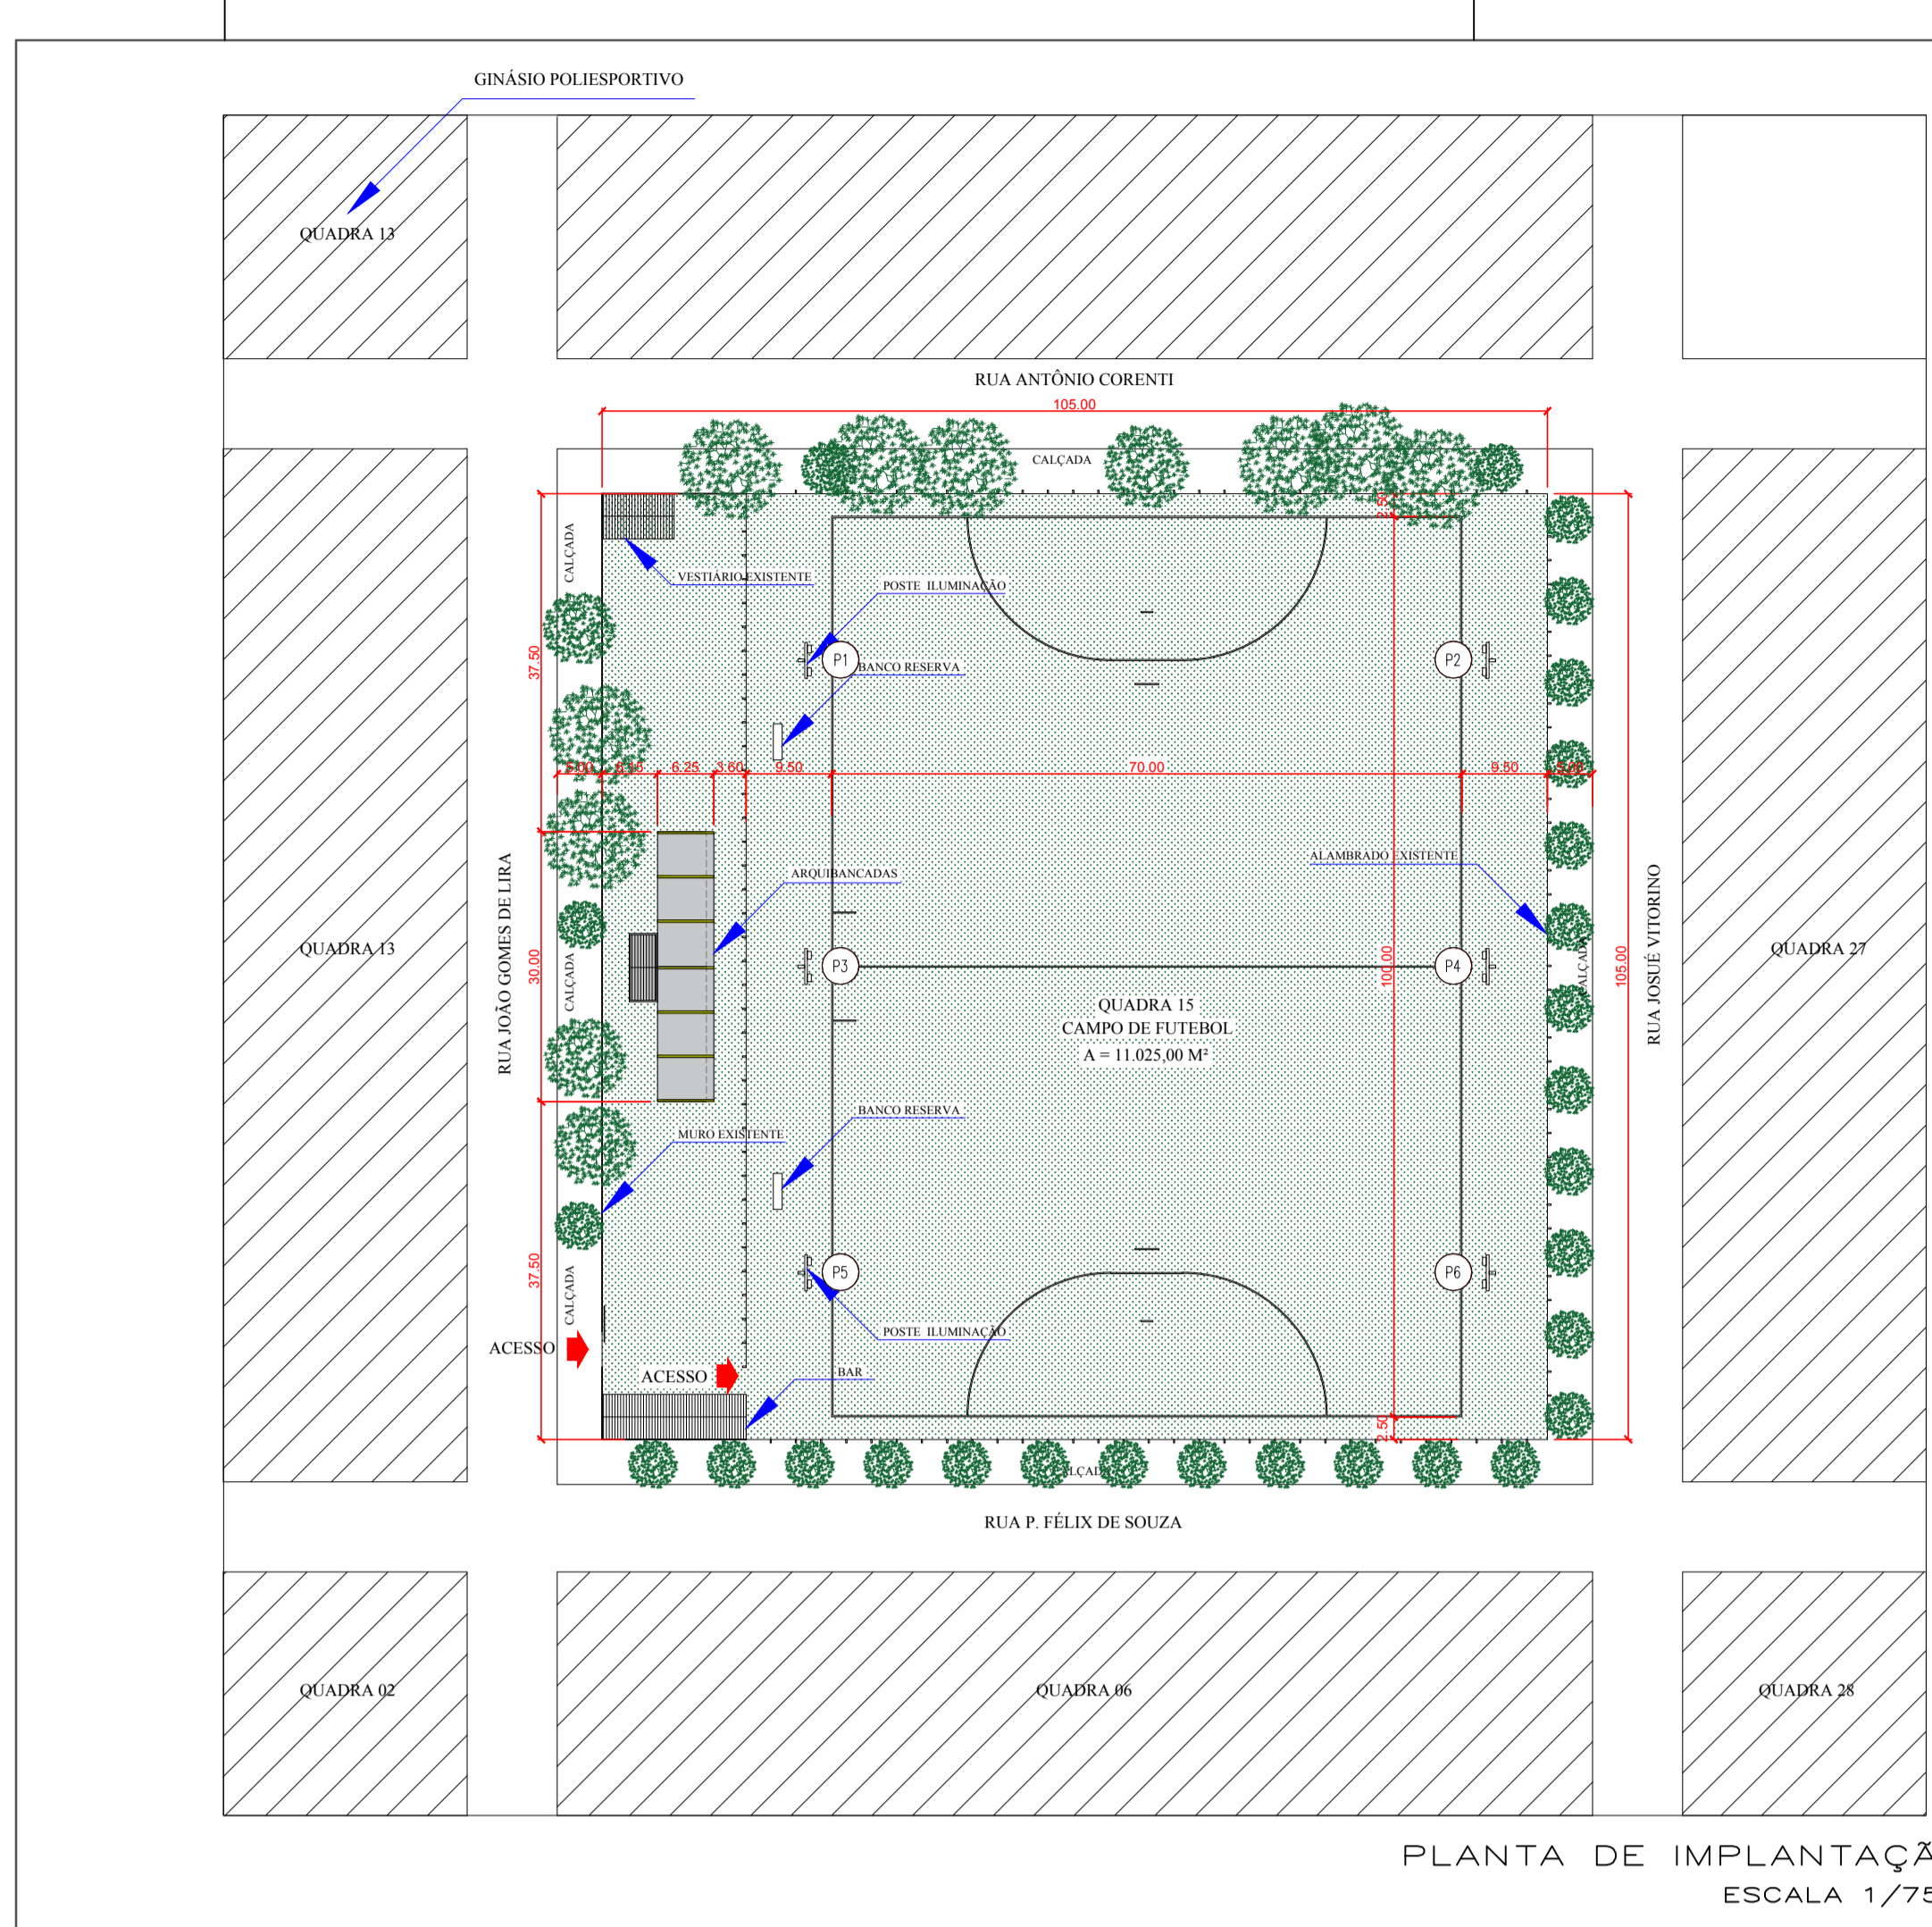 GINÁSIO POLIESPORTIVO
QUADRA 13
RUA ANTÔNIO CORENTI
105.00
CALÇADA
2.50
CALÇADA
VESTIÁRIO EXISTENTE
POSTE ILUMINAÇÃO
37.50
P1
P2
BANCO RESERVA
5.00
6.15
6.25
3.60
9.50
70.00
9.50
5.00
ALAMBRADO EXISTENTE
ARQUIBANCADAS
RUA JOÃO GOMES DE LIRA
RUA JOSUÉ VITORINO
QUADRA 13
QUADRA 27
30.00
CALÇADA
P3
P4
100.00
CALÇADA
105.00
QUADRA 15
CAMPO DE FUTEBOL
A = 11.025,00 M²
BANCO RESERVA
MURO EXISTENTE
37.50
CALÇADA
P5
P6
POSTE ILUMINAÇÃO
ACESSO
ACESSO
BAR
2.50
CALÇADA
RUA P. FÉLIX DE SOUZA
QUADRA 02
QUADRA 06
QUADRA 28
PLANTA DE IMPLANTAÇÃ
ESCALA 1/75